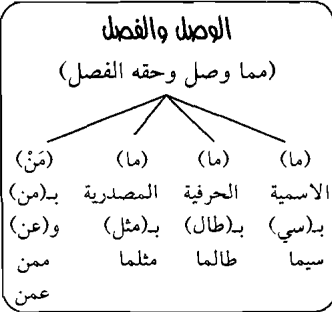 الوصل والفصل
(مما وصل وحقه الفصل)
(ما) (ما) (ما) (مَنْ)
الاسمية الحرفية المصدرية بـ(من)
بـ(سي) بـ(طال) بـ(مثل) و(عن)
سيما طالما مثلما ممن
عمن